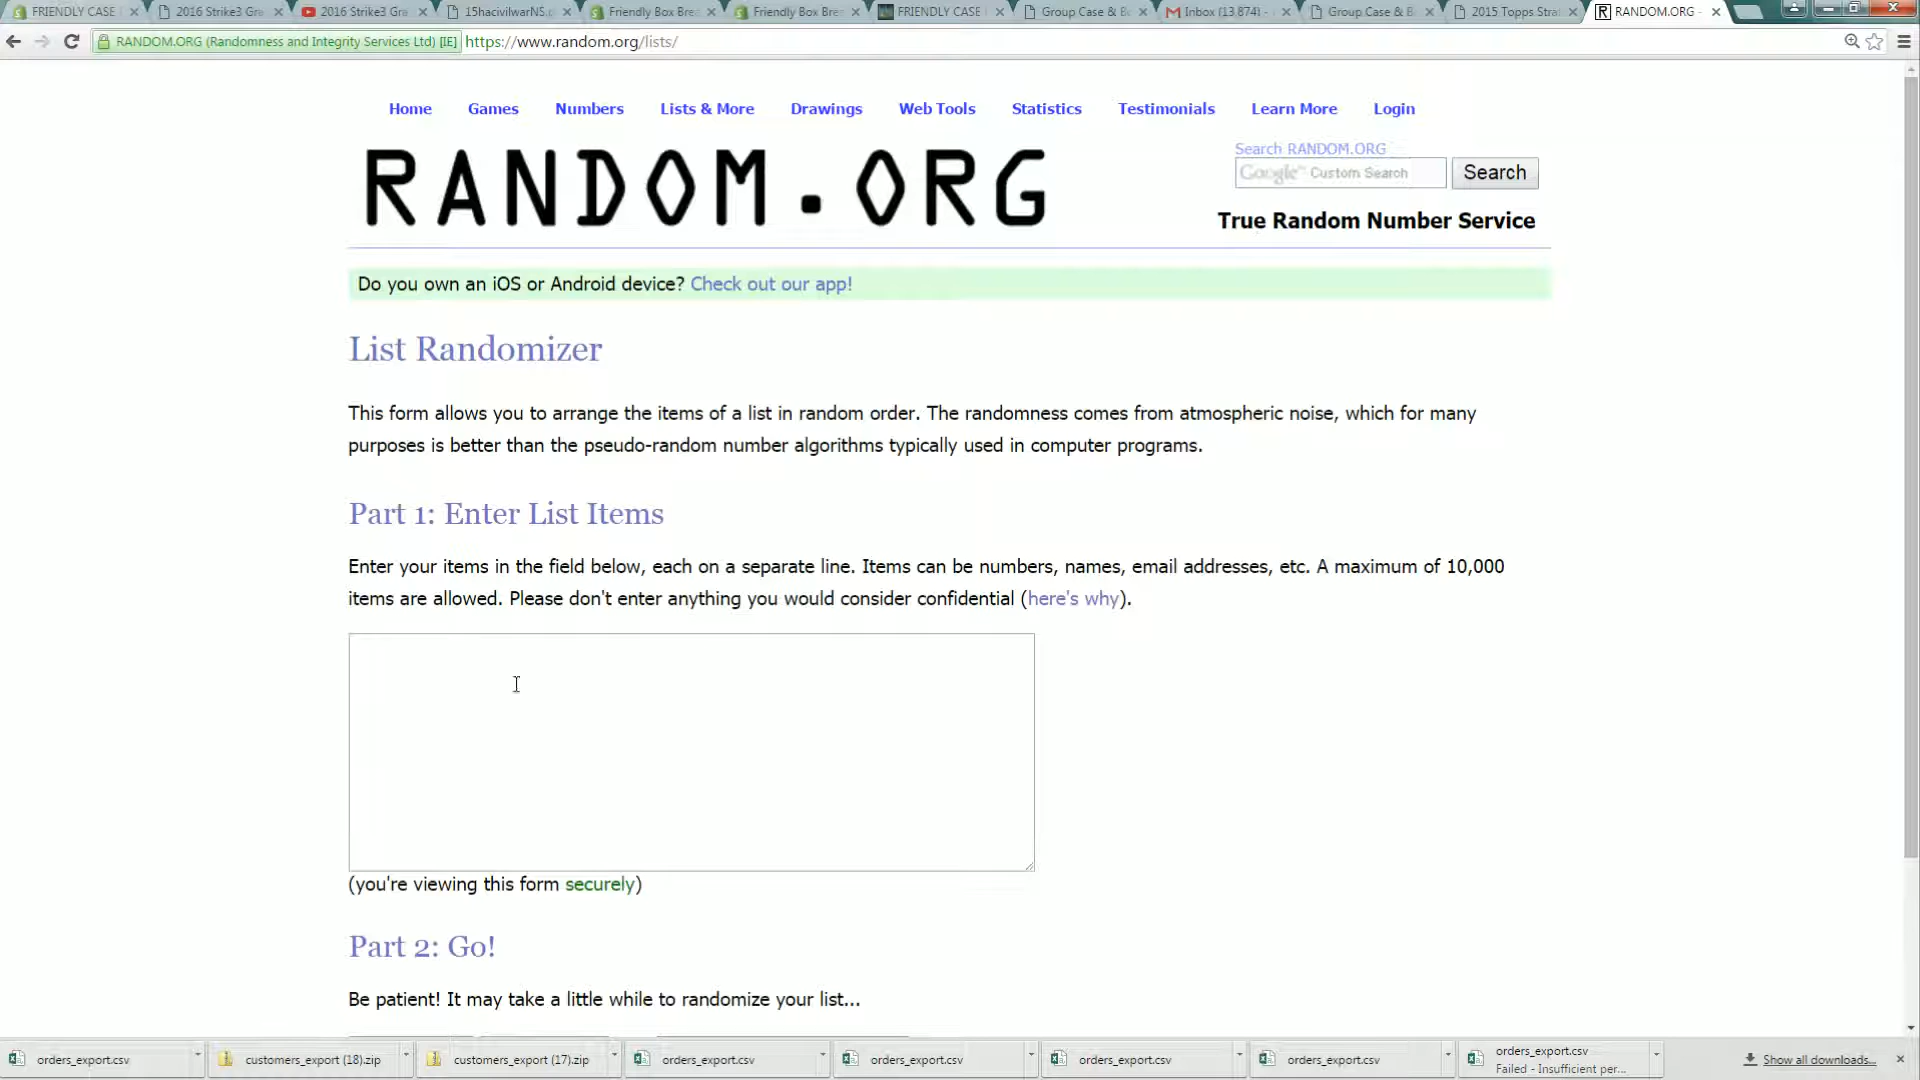 FRIENDLY CASE
2016 Strike3 Gre
2016 Strike3 Gre
15hacivilwarNS.
Friendly Box Bre
Friendly Box Bre
FRIENDLY CASE
Group Case & B
Inbox (13,874) -
Group Case & B
2015 Topps Stra
RANDOM.ORG -
RANDOM.ORG (Randomness and Integrity Services Ltd) [IE] https://www.random.org/lists/
Home Games Numbers Lists & More Drawings Web Tools Statistics Testimonials Learn More Login
RANDOM.ORG
Search RANDOM.ORG
Google™ Custom Search
Search
True Random Number Service
Do you own an iOS or Android device? Check out our app!
List Randomizer
This form allows you to arrange the items of a list in random order. The randomness comes from atmospheric noise, which for many
purposes is better than the pseudo-random number algorithms typically used in computer programs.
Part 1: Enter List Items
Enter your items in the field below, each on a separate line. Items can be numbers, names, email addresses, etc. A maximum of 10,000
items are allowed. Please don't enter anything you would consider confidential (here's why).
(you're viewing this form securely)
Part 2: Go!
Be patient! It may take a little while to randomize your list...
orders_export.csv
customers_export (18).zip
customers_export (17).zip
orders_export.csv
orders_export.csv
orders_export.csv
orders_export.csv
orders_export.csv
Failed - Insufficient per...
Show all downloads...